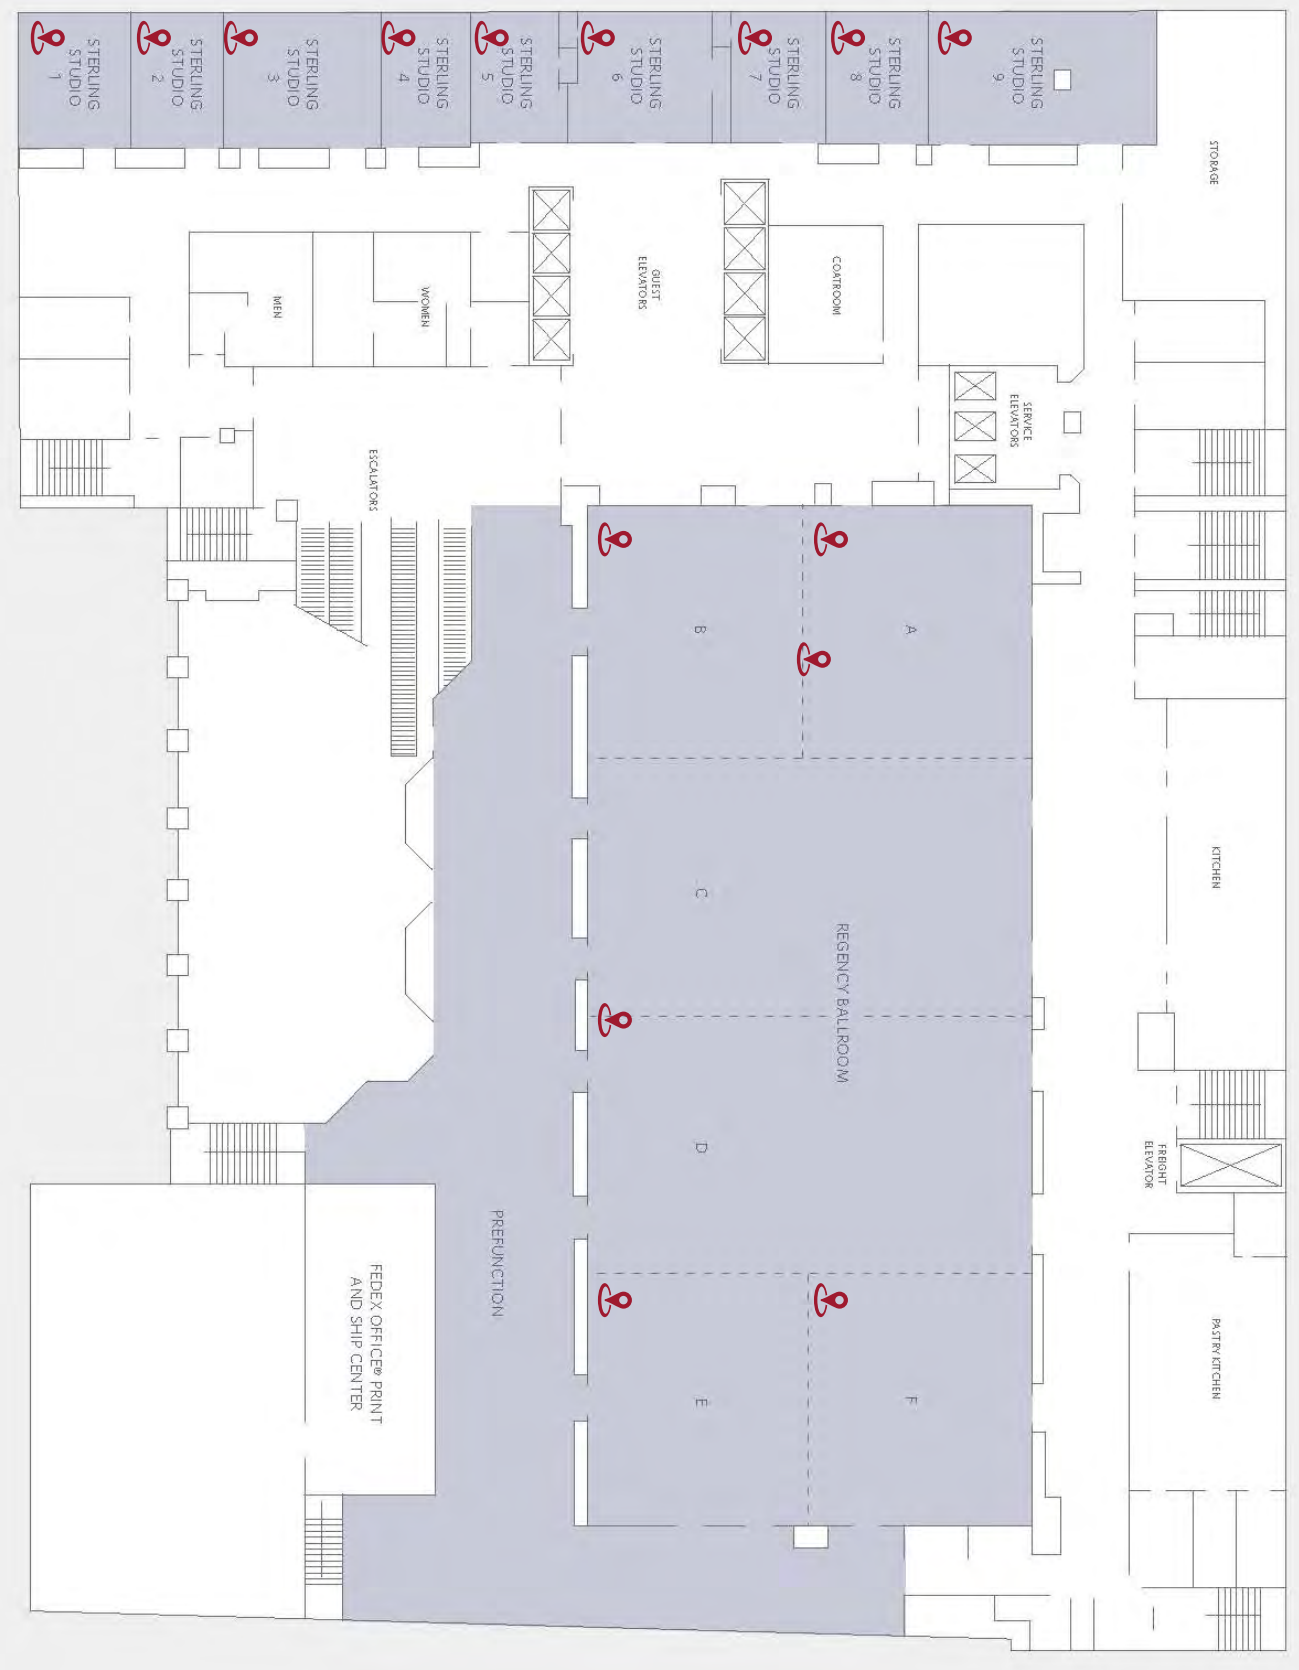 STERLING
STUDIO
1
STERLING
STUDIO
2
STERLING
STUDIO
3
STERLING
STUDIO
4
STERLING
STUDIO
5
STERLING
STUDIO
6
STERLING
STUDIO
7
STERLING
STUDIO
8
STERLING
STUDIO
9
STORAGE
MEN
WOMEN
GUEST
ELEVATORS
COATROOM
SERVICE
ELEVATORS
ESCALATORS
B
A
C
REGENCY BALLROOM
KITCHEN
D
FREIGHT
ELEVATOR
PREFUNCTION
FEDEX OFFICE® PRINT
AND SHIP CENTER
E
F
PASTRY KITCHEN